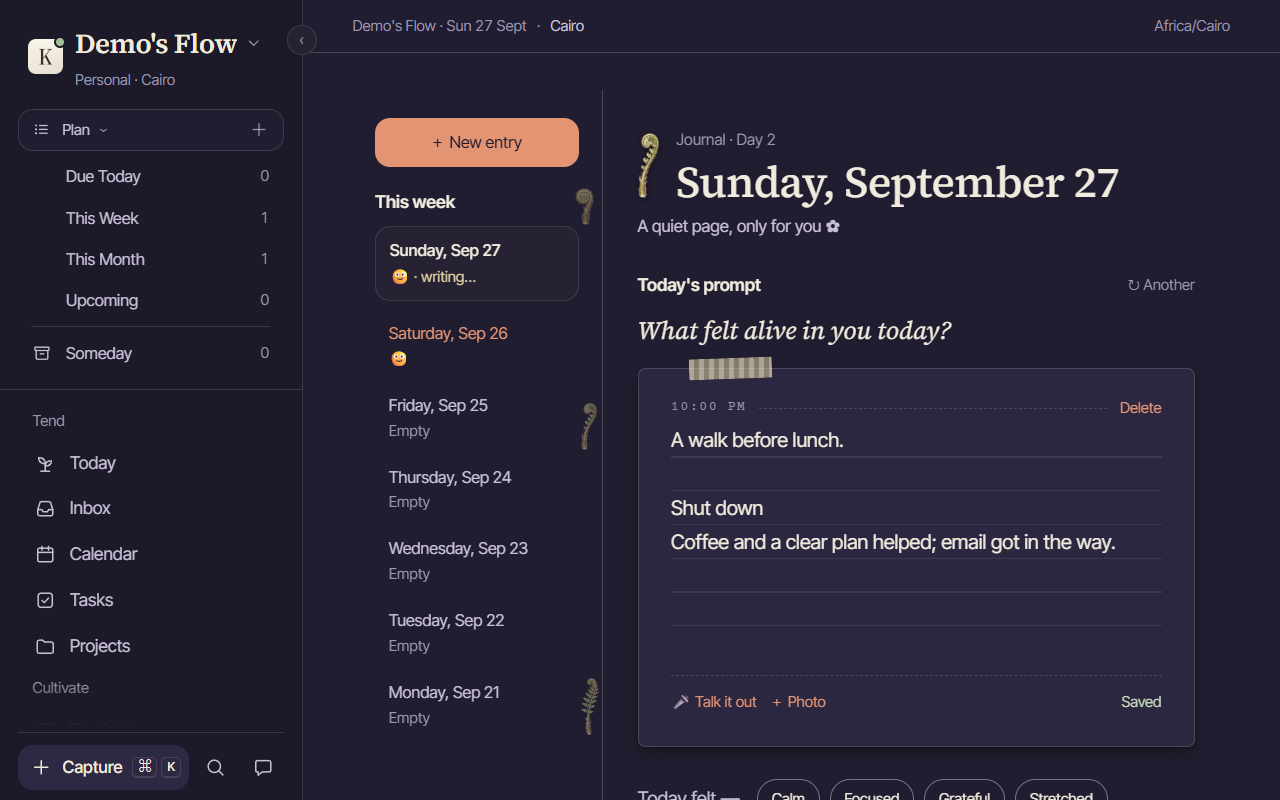 K
Demo's Flow
Personal · Cairo
Plan
Due Today 0
This Week 1
This Month 1
Upcoming 0
Someday 0
Tend
Today
Inbox
Calendar
Tasks
Projects
Cultivate
+ Capture ⌘ K
Demo's Flow · Sun 27 Sept · Cairo
Africa/Cairo
+ New entry
This week
Sunday, Sep 27
· writing...
Saturday, Sep 26
Friday, Sep 25
Empty
Thursday, Sep 24
Empty
Wednesday, Sep 23
Empty
Tuesday, Sep 22
Empty
Monday, Sep 21
Empty
Journal · Day 2
Sunday, September 27
A quiet page, only for you ✿
Today's prompt
↻ Another
What felt alive in you today?
10:00 PM
Delete
A walk before lunch.
Shut down
Coffee and a clear plan helped; email got in the way.
Talk it out + Photo
Saved
Today felt — Calm Focused Grateful Stretched